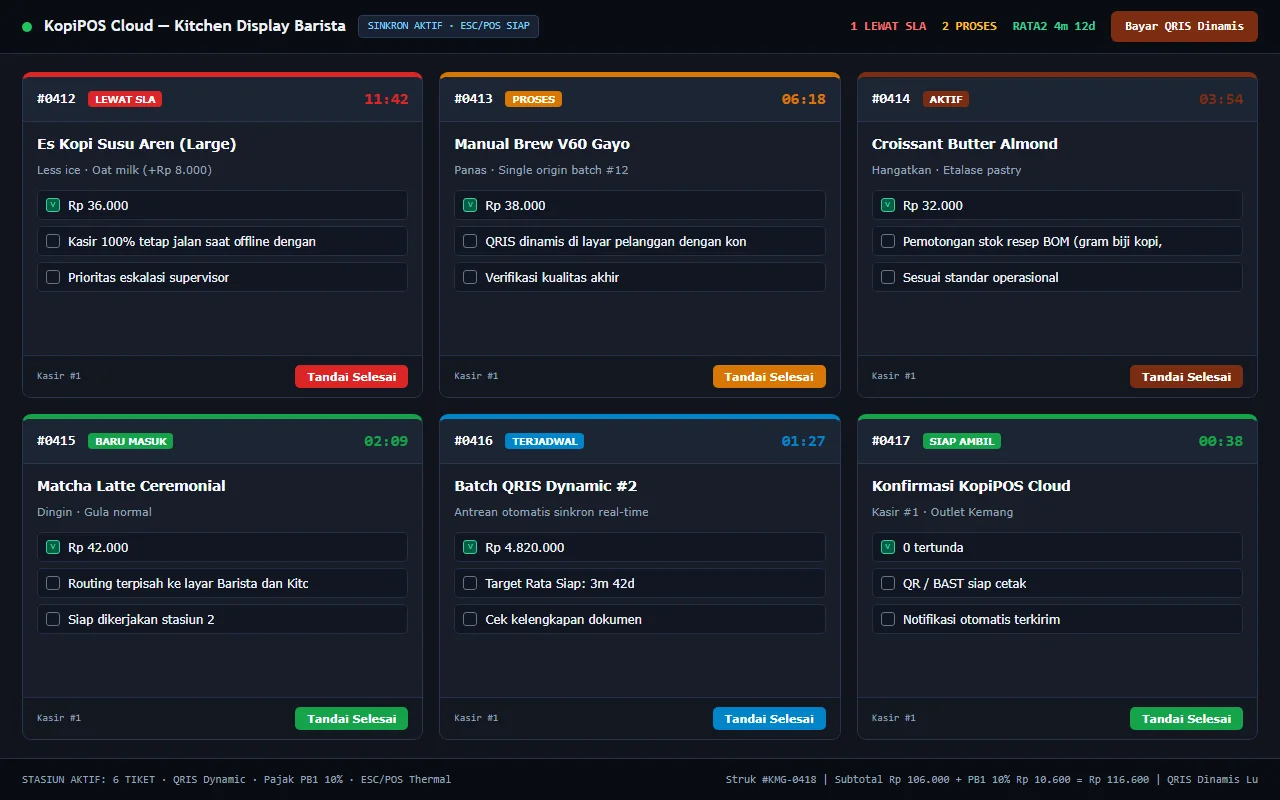 KopiPOS Cloud — Kitchen Display Barista
SINKRON AKTIF · ESC/POS SIAP
1 LEWAT SLA
2 PROSES
RATA2 4m 12d
Bayar QRIS Dinamis
#0412
LEWAT SLA
11:42
Es Kopi Susu Aren (Large)
Less ice · Oat milk (+Rp 8.000)
Rp 36.000
Kasir 100% tetap jalan saat offline dengan
Prioritas eskalasi supervisor
Kasir #1
Tandai Selesai
#0413
PROSES
06:18
Manual Brew V60 Gayo
Panas · Single origin batch #12
Rp 38.000
QRIS dinamis di layar pelanggan dengan kon
Verifikasi kualitas akhir
Kasir #1
Tandai Selesai
#0414
AKTIF
03:54
Croissant Butter Almond
Hangatkan · Etalase pastry
Rp 32.000
Pemotongan stok resep BOM (gram biji kopi,
Sesuai standar operasional
Kasir #1
Tandai Selesai
#0415
BARU MASUK
02:09
Matcha Latte Ceremonial
Dingin · Gula normal
Rp 42.000
Routing terpisah ke layar Barista dan Kitc
Siap dikerjakan stasiun 2
Kasir #1
Tandai Selesai
#0416
TERJADWAL
01:27
Batch QRIS Dynamic #2
Antrean otomatis sinkron real-time
Rp 4.820.000
Target Rata Siap: 3m 42d
Cek kelengkapan dokumen
Kasir #1
Tandai Selesai
#0417
SIAP AMBIL
00:38
Konfirmasi KopiPOS Cloud
Kasir #1 · Outlet Kemang
0 tertunda
QR / BAST siap cetak
Notifikasi otomatis terkirim
Kasir #1
Tandai Selesai
STASIUN AKTIF: 6 TIKET · QRIS Dynamic · Pajak PB1 10% · ESC/POS Thermal
Struk #KMG-0418 | Subtotal Rp 106.000 + PB1 10% Rp 10.600 = Rp 116.600 | QRIS Dinamis Lu